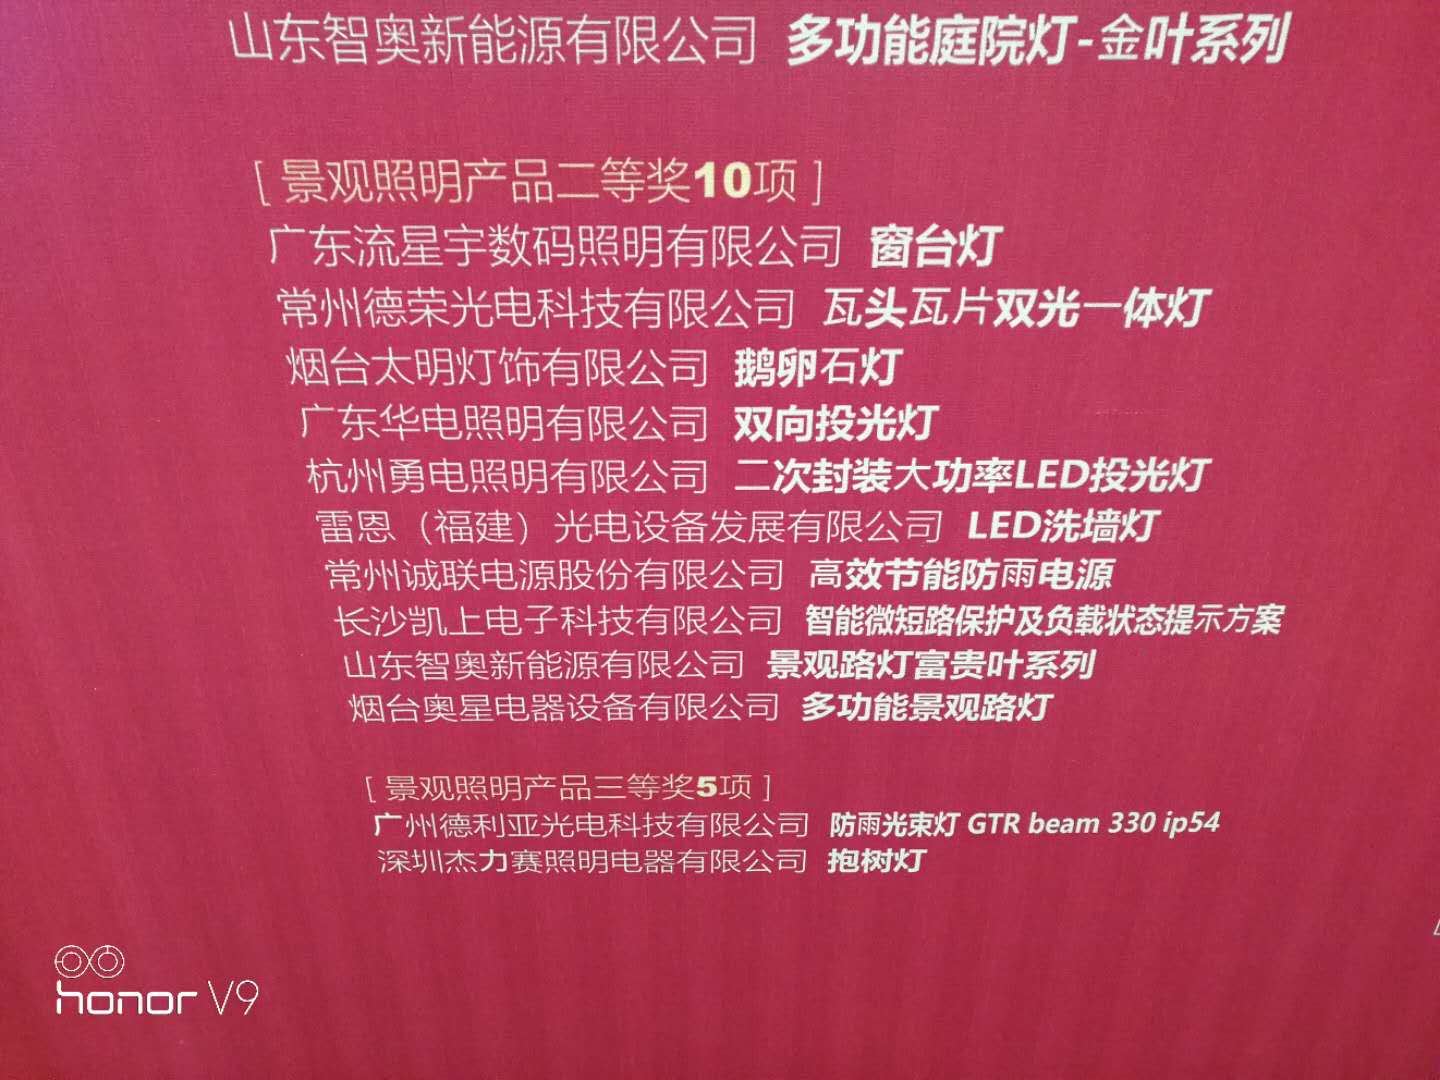 山东智奥新能源有限公司 多功能庭院灯-金叶系列
[ 景观照明产品二等奖10项 ]
广东流星宇数码照明有限公司 窗台灯
常州德荣光电科技有限公司 瓦头瓦片双光一体灯
烟台太明灯饰有限公司 鹅卵石灯
广东华电照明有限公司 双向投光灯
杭州勇电照明有限公司 二次封装大功率LED投光灯
雷恩（福建）光电设备发展有限公司 LED洗墙灯
常州诚联电源股份有限公司 高效节能防雨电源
长沙凯上电子科技有限公司 智能微短路保护及负载状态提示方案
山东智奥新能源有限公司 景观路灯富贵叶系列
烟台奥星电器设备有限公司 多功能景观路灯
[ 景观照明产品三等奖5项 ]
广州德利亚光电科技有限公司 防雨光束灯 GTR beam 330 ip54
深圳杰力赛照明电器有限公司 抱树灯
honor V9